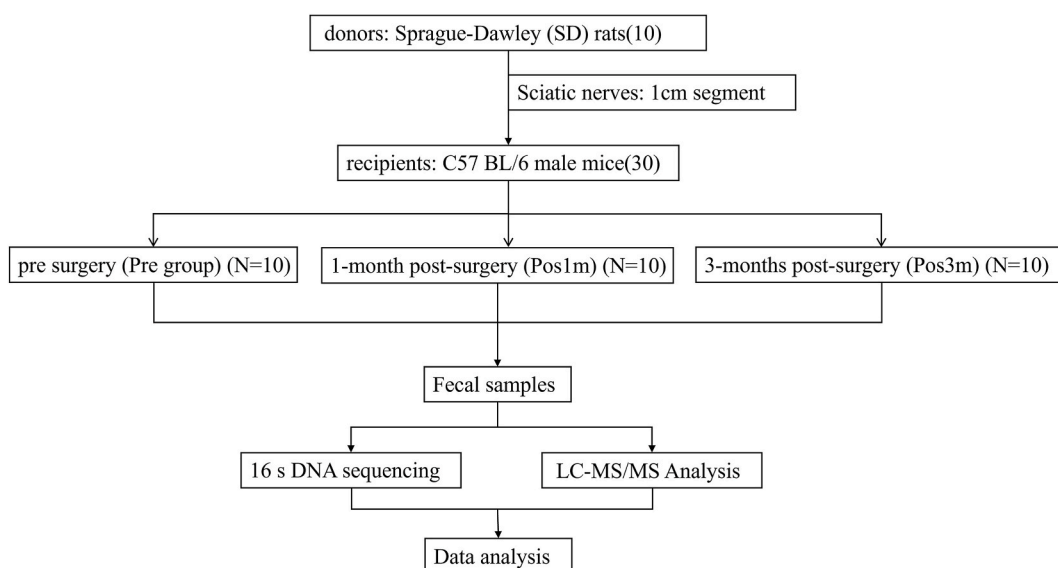 donors: Sprague-Dawley (SD) rats(10)
Sciatic nerves: 1cm segment
recipients: C57 BL/6 male mice(30)
pre surgery (Pre group) (N=10)
1-month post-surgery (Pos1m) (N=10)
3-months post-surgery (Pos3m) (N=10)
Fecal samples
16 s DNA sequencing
LC-MS/MS Analysis
Data analysis